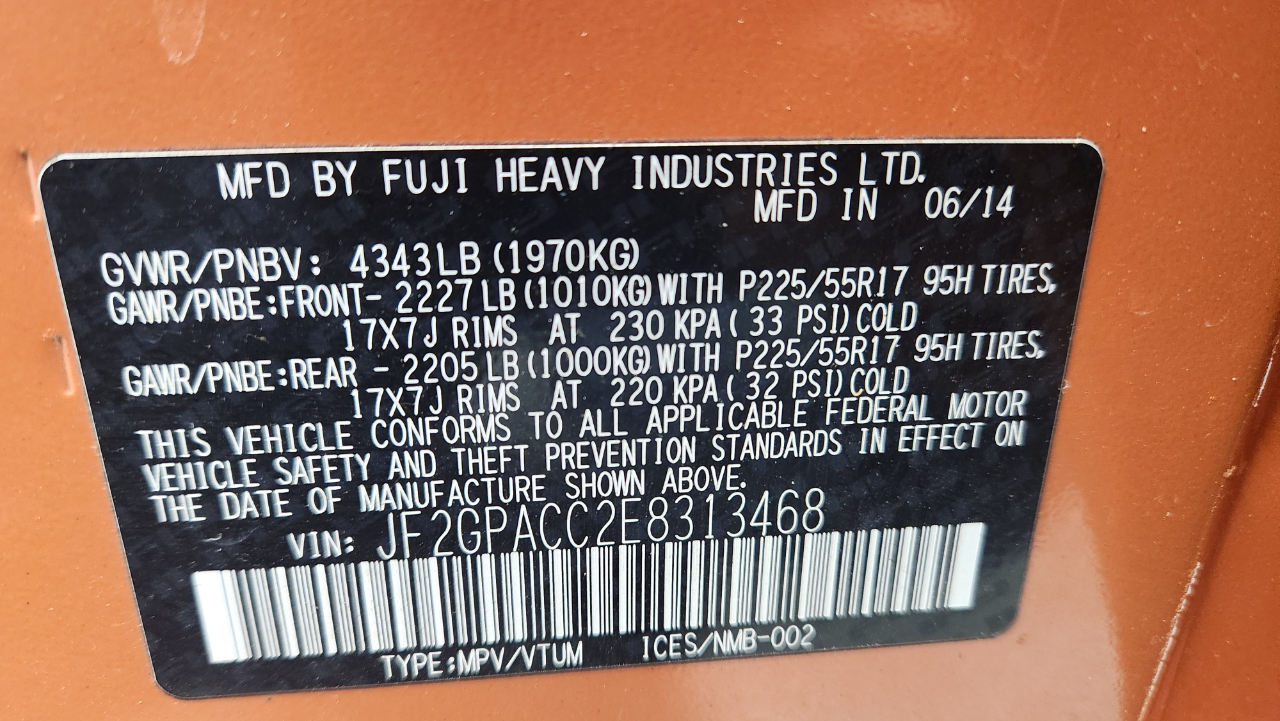 MFD BY FUJI HEAVY INDUSTRIES LTD.
MFD IN 06/14
GVWR/PNBV: 4343LB (1970KG)
GAWR/PNBE:FRONT- 2227LB (1010KG) WITH P225/55R17 95H TIRES,
17X7J RIMS AT 230 KPA ( 33 PSI) COLD
GAWR/PNBE:REAR - 2205LB (1000KG) WITH P225/55R17 95H TIRES,
17X7J RIMS AT 220 KPA ( 32 PSI) COLD
THIS VEHICLE CONFORMS TO ALL APPLICABLE FEDERAL MOTOR
VEHICLE SAFETY AND THEFT PREVENTION STANDARDS IN EFFECT ON
THE DATE OF MANUFACTURE SHOWN ABOVE.
VIN: JF2GPACC2E8313468
TYPE:MPV/VTUM ICES/NMB-002